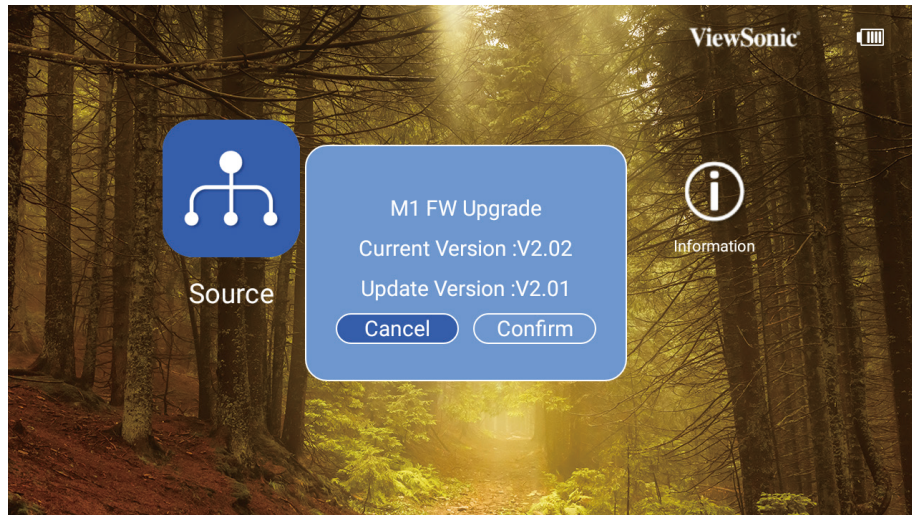 ViewSonic
M1 FW Upgrade
Current Version :V2.02
Update Version :V2.01
Cancel
Confirm
Source
Information